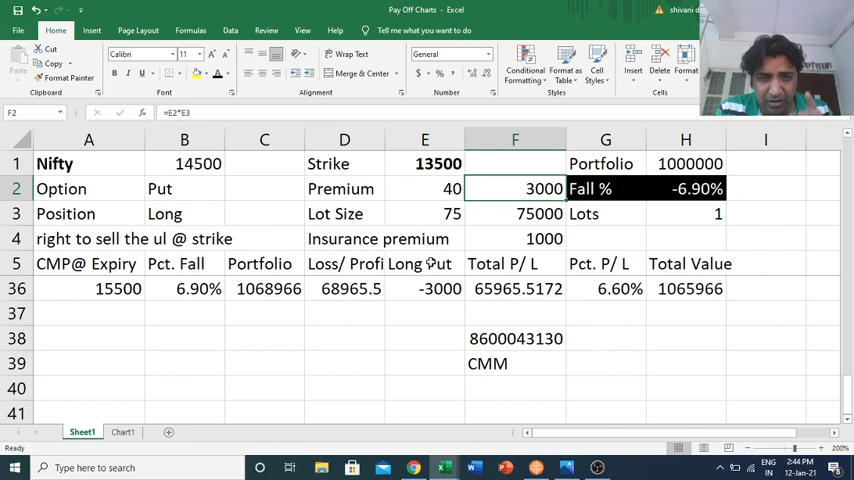 Pay Off Charts - Excel
shivani d
File Home Insert Page Layout Formulas Data Review View Help Tell me what you want to do
Cut
Copy
Format Painter
Paste
Clipboard
Calibri 11
B I U
Font
Wrap Text
Merge & Center
Alignment
General
$ %
Number
Conditional Formatting
Format as Table
Cell Styles
Styles
Insert Delete Format
Cells
F2 =E2*E3
A B C D E F G H I
1 Nifty 14500 Strike 13500 Portfolio 1000000
2 Option Put Premium 40 3000 Fall % -6.90%
3 Position Long Lot Size 75 75000 Lots 1
4 right to sell the ul @ strike Insurance premium 1000
5 CMP@ Expiry Pct. Fall Portfolio Loss/ Profi Long Put Total P/ L Pct. P/ L Total Value
36 15500 6.90% 1068966 68965.5 -3000 65965.5172 6.60% 1065966
37
38 8600043130
39 CMM
40
41
Sheet1 Chart1
Ready
200%
Type here to search
ENG
IN
2:44 PM
12-Jan-21